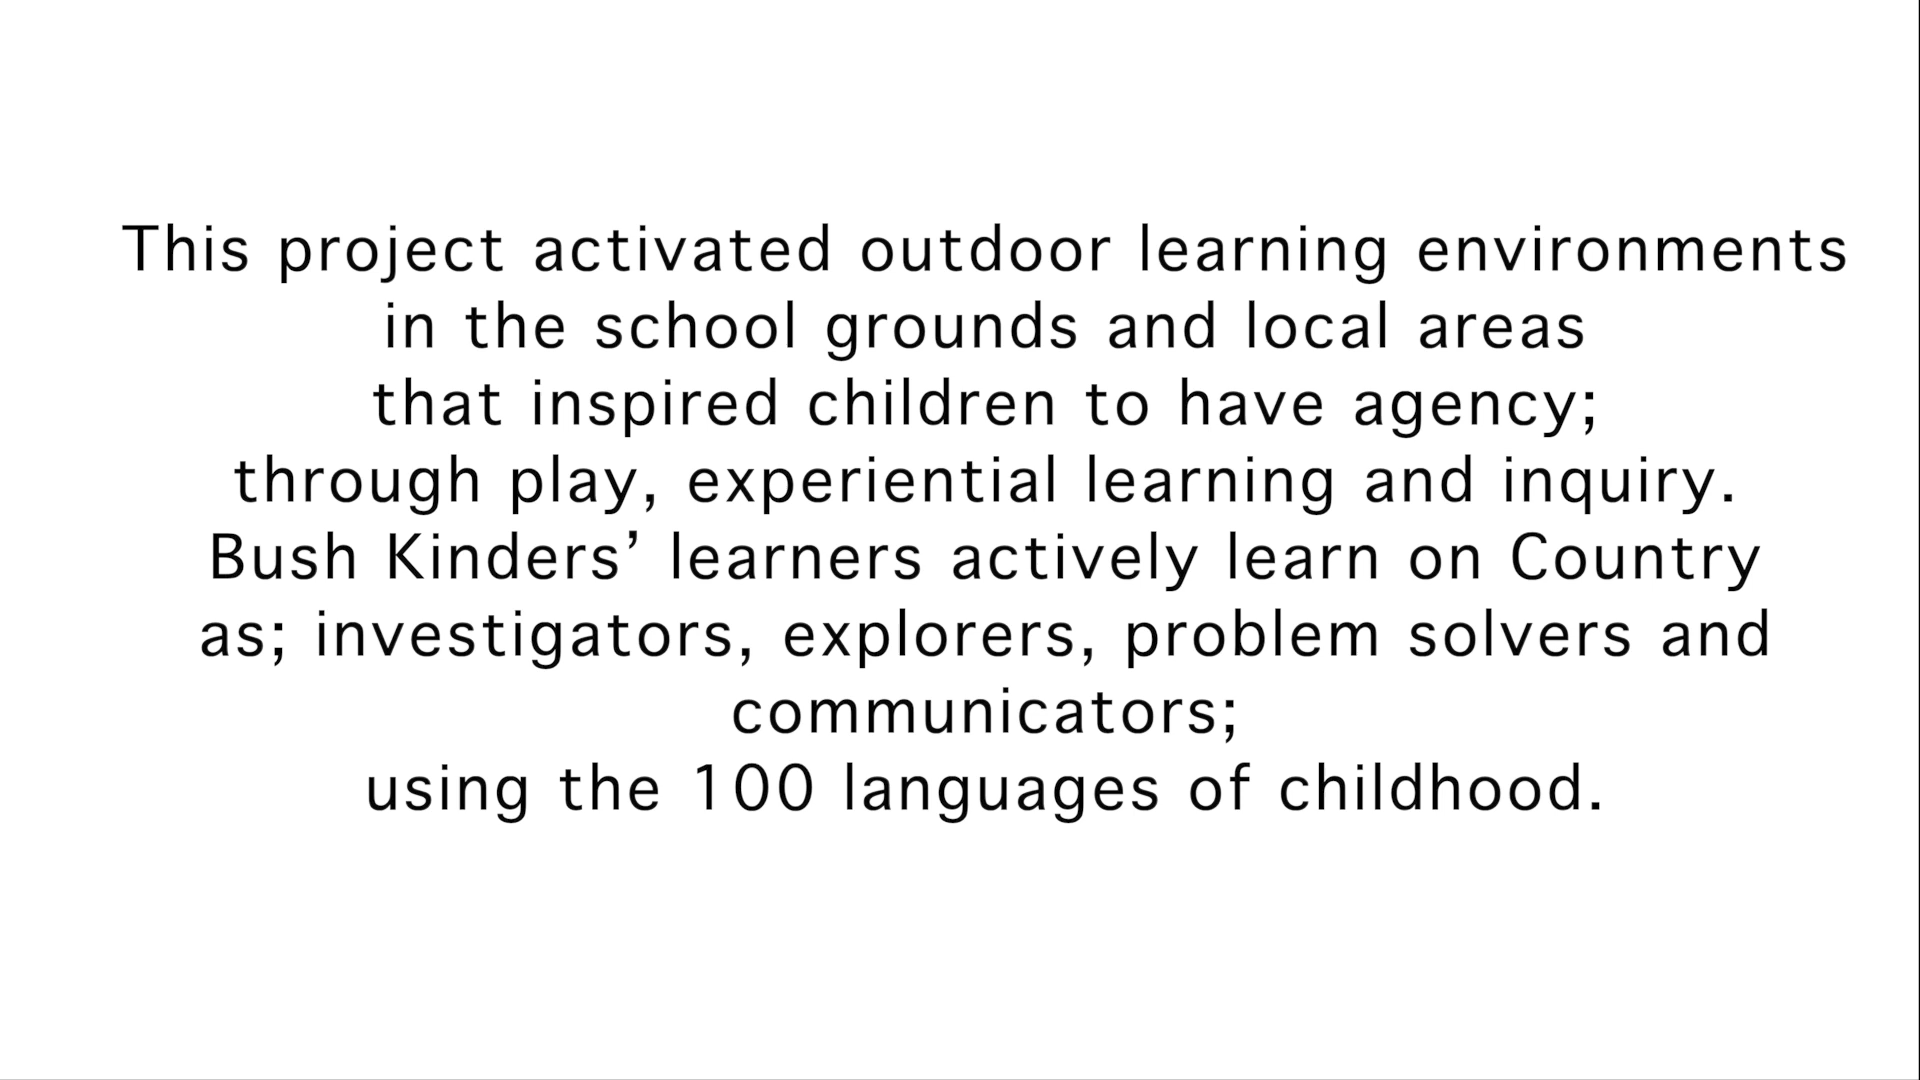 This project activated outdoor learning environments
in the school grounds and local areas
that inspired children to have agency;
through play, experiential learning and inquiry.
Bush Kinders’ learners actively learn on Country
as; investigators, explorers, problem solvers and
communicators;
using the 100 languages of childhood.